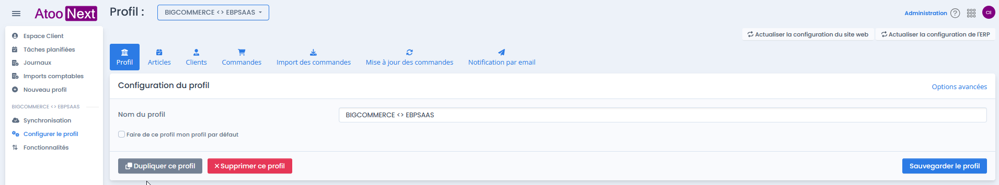 Atoo Next
Profil :
BIGCOMMERCE <> EBPSAAS
Administration
CE
Espace Client
Tâches planifiées
Journaux
Imports comptables
Nouveau profil
BIGCOMMERCE <> EBPSAAS
Synchronisation
Configurer le profil
Fonctionnalités
Actualiser la configuration du site web
Actualiser la configuration de l'ERP
Profil
Articles
Clients
Commandes
Import des commandes
Mise à jour des commandes
Notification par email
Configuration du profil
Options avancées
Nom du profil
BIGCOMMERCE <> EBPSAAS
Faire de ce profil mon profil par défaut
Dupliquer ce profil
Supprimer ce profil
Sauvegarder le profil